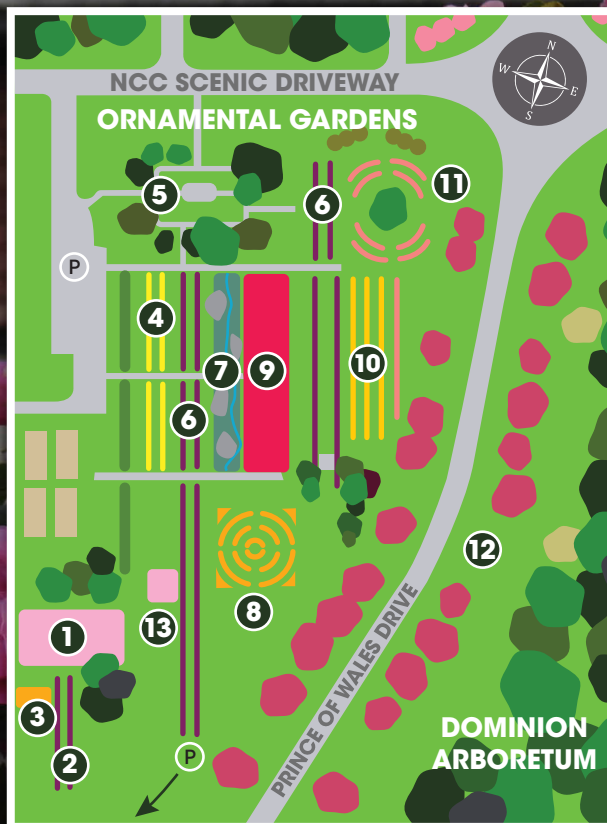 N
W
E
S
NCC SCENIC DRIVEWAY
ORNAMENTAL GARDENS
5
6
11
P
4
7
9
10
6
12
8
13
1
3
2
P
PRINCE OF WALES DRIVE
DOMINION
ARBORETUM